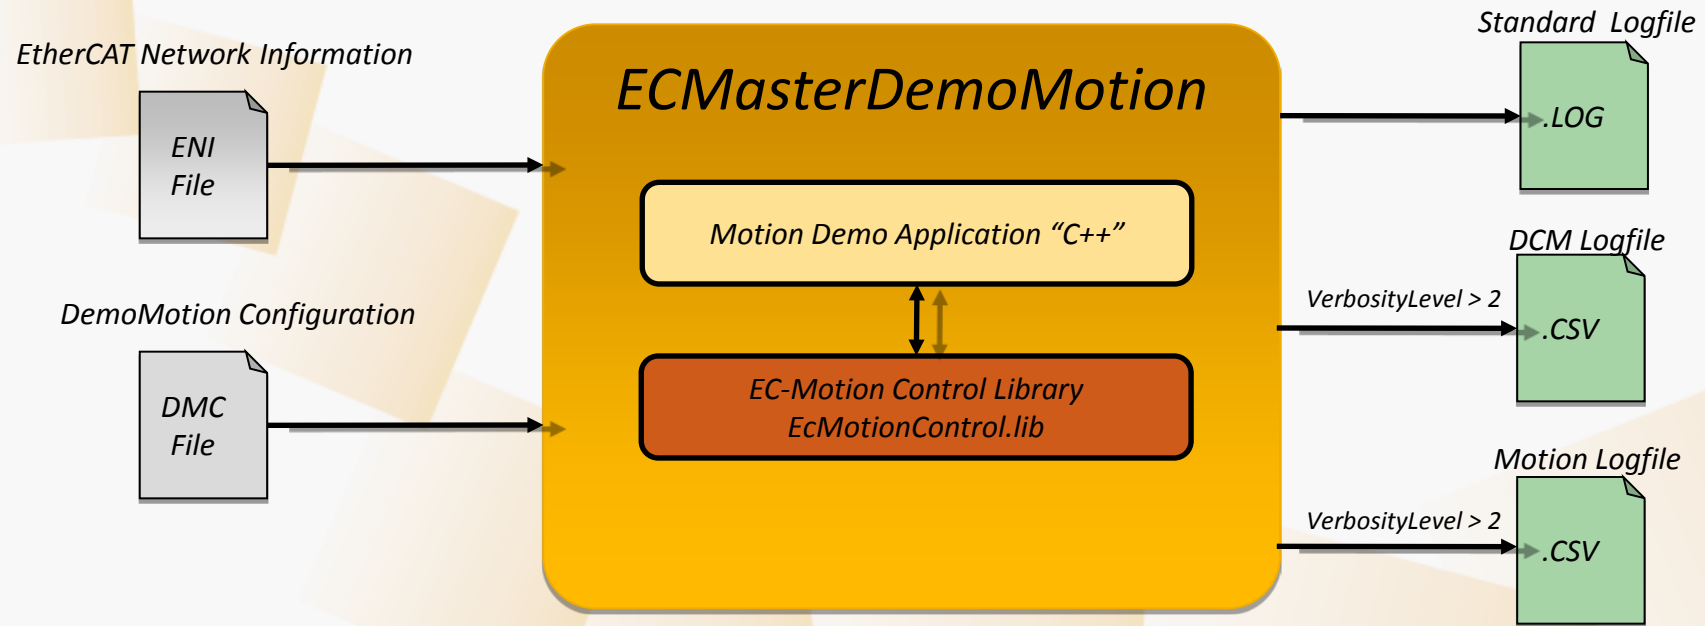 EtherCAT Network Information
ENI
File
DemoMotion Configuration
DMC
File
ECMasterDemoMotion
Motion Demo Application “C++”
EC-Motion Control Library
EcMotionControl.lib
Standard Logfile
.LOG
DCM Logfile
VerbosityLevel > 2
.CSV
Motion Logfile
VerbosityLevel > 2
.CSV